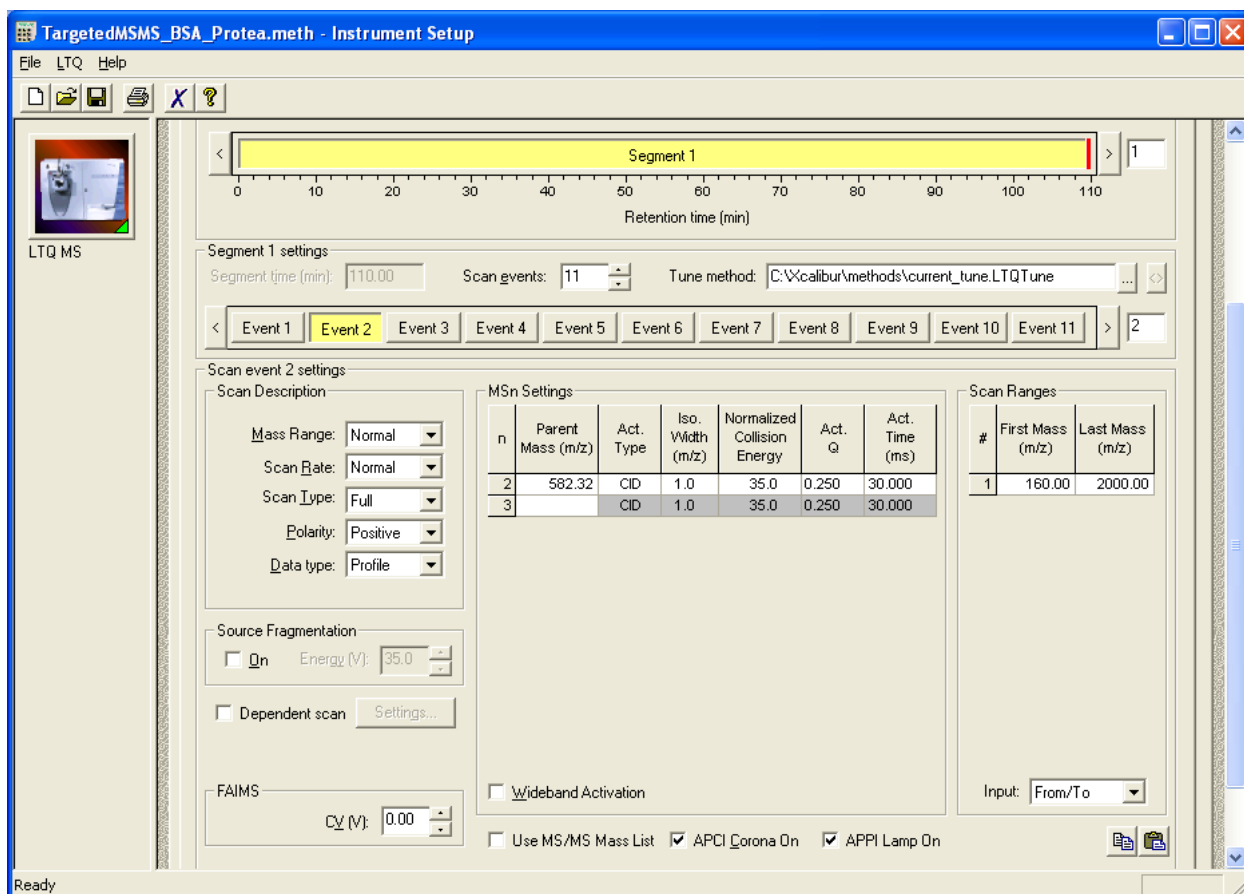 TargetedMSMS_BSA_Protea.meth - Instrument Setup
File LTQ Help
LTQ MS
< Segment 1 > 1
0 10 20 30 40 50 60 70 80 90 100 110
Retention time (min)
Segment 1 settings
Segment time (min): 110.00 Scan events: 11 Tune method: C:\Xcalibur\methods\current_tune.LTQTune ... <>
< Event 1 Event 2 Event 3 Event 4 Event 5 Event 6 Event 7 Event 8 Event 9 Event 10 Event 11 > 2
Scan event 2 settings
Scan Description
Mass Range: Normal
Scan Rate: Normal
Scan Type: Full
Polarity: Positive
Data type: Profile
Source Fragmentation
On Energy (V): 35.0
Dependent scan Settings...
FAIMS
CV (V): 0.00
MSn Settings
n Parent Mass (m/z) Act. Type Iso. Width (m/z) Normalized Collision Energy Act. Q Act. Time (ms)
2 582.32 CID 1.0 35.0 0.250 30.000
3 CID 1.0 35.0 0.250 30.000
Wideband Activation
Use MS/MS Mass List APCI Corona On APPI Lamp On
Scan Ranges
# First Mass (m/z) Last Mass (m/z)
1 160.00 2000.00
Input: From/To
Ready